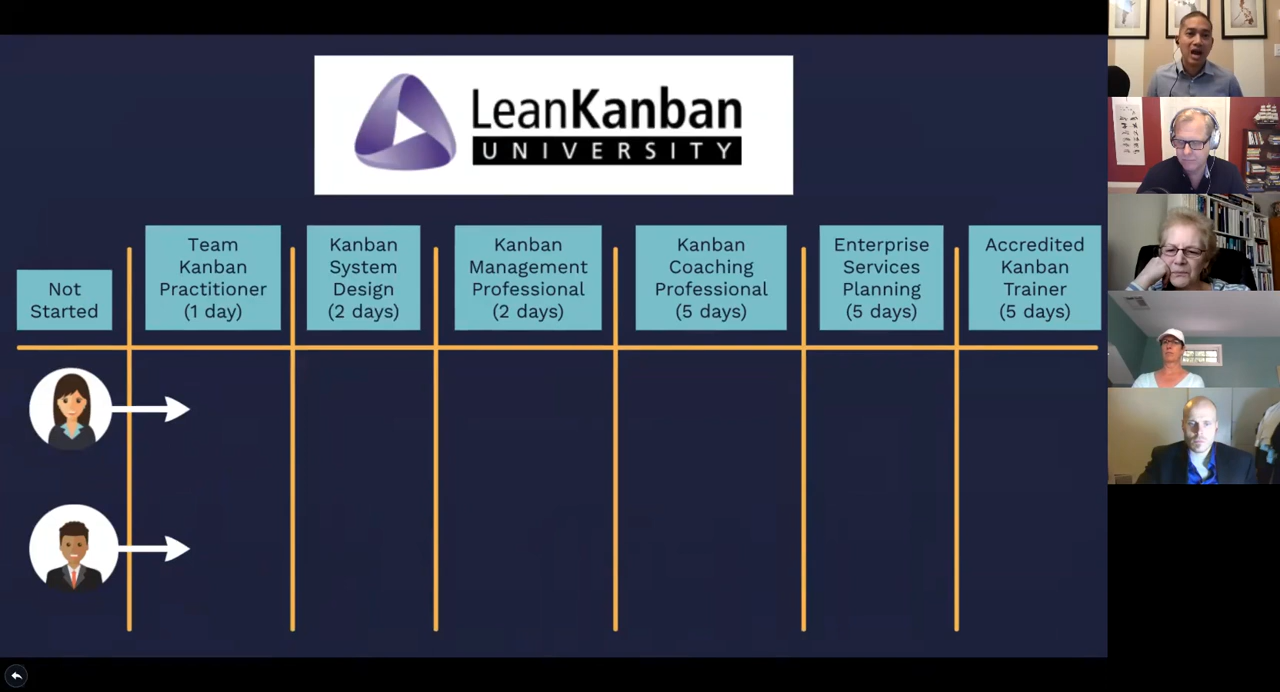 LeanKanban
UNIVERSITY
Not
Started
Team
Kanban
Practitioner
(1 day)
Kanban
System
Design
(2 days)
Kanban
Management
Professional
(2 days)
Kanban
Coaching
Professional
(5 days)
Enterprise
Services
Planning
(5 days)
Accredited
Kanban
Trainer
(5 days)